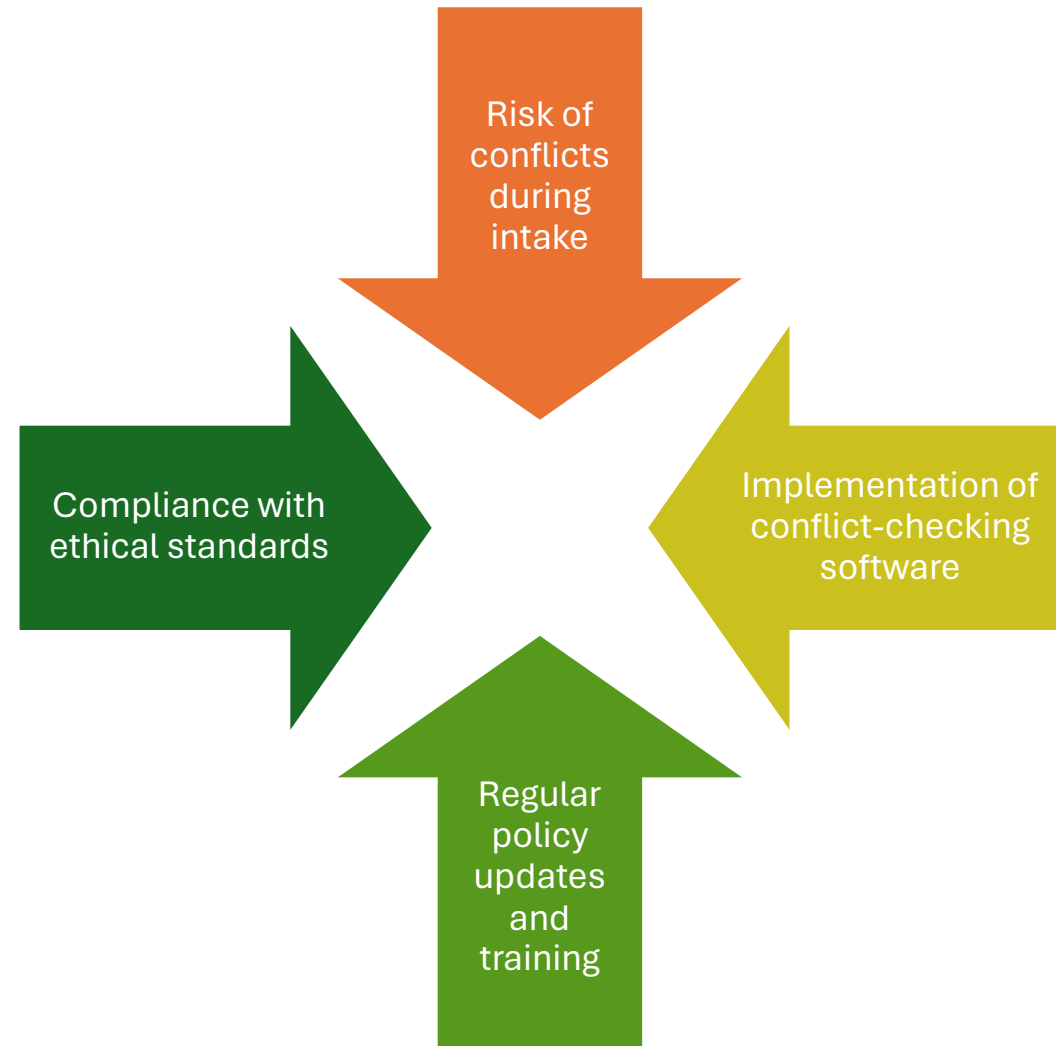 Risk of
conflicts
during
intake
Compliance with
ethical standards
Implementation of
conflict-checking
software
Regular
policy
updates
and
training